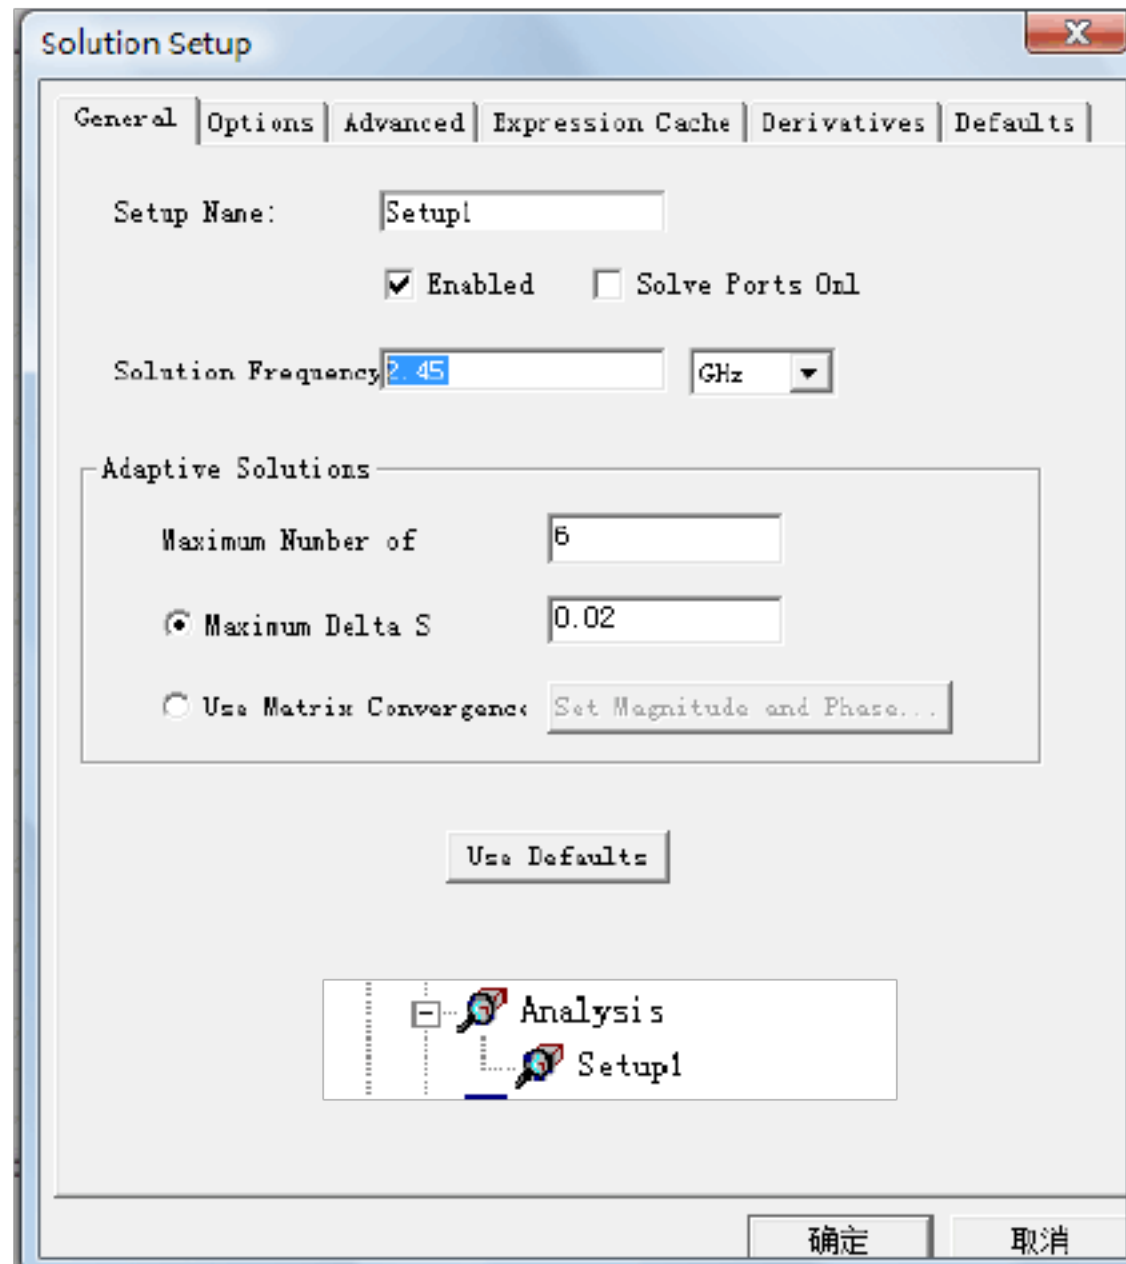 Solution Setup
General Options Advanced Expression Cache Derivatives Defaults
Setup Name: Setup1
Enabled Solve Ports Onl
Solution Frequency 2.45 GHz
Adaptive Solutions
Maximum Number of 6
Maximum Delta S 0.02
Use Matrix Convergence Set Magnitude and Phase...
Use Defaults
Analysis
Setup1
确定 取消